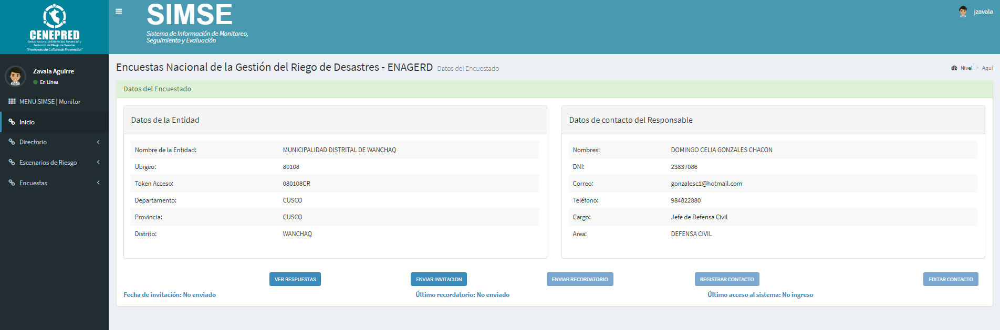 CENEPRED
Centro Nacional de Estimación, Prevención y
Reducción del Riesgo de Desastres
"Promoviendo Cultura de Prevención"
SIMSE
Sistema de Información de Monitoreo,
Seguimiento y Evaluación
jzavala
Zavala Aguirre
En Línea
MENU SIMSE | Monitor
Inicio
Directorio
Escenarios de Riesgo
Encuestas
Encuestas Nacional de la Gestión del Riego de Desastres - ENAGERD Datos del Encuestado
Nivel > Aquí
Datos del Encuestado
Datos de la Entidad
Nombre de la Entidad: MUNICIPALIDAD DISTRITAL DE WANCHAQ
Ubigeo: 80108
Token Acceso: 080108CR
Departamento: CUSCO
Provincia: CUSCO
Distrito: WANCHAQ
Datos de contacto del Responsable
Nombres: DOMINGO CELIA GONZALES CHACON
DNI: 23837086
Correo: gonzalesc1@hotmail.com
Teléfono: 984822880
Cargo: Jefe de Defensa Civil
Area: DEFENSA CIVIL
VER RESPUESTAS ENVIAR INVITACION ENVIAR RECORDATORIO REGISTRAR CONTACTO EDITAR CONTACTO
Fecha de invitación: No enviado Último recordatorio: No enviado Último acceso al sistema: No ingreso